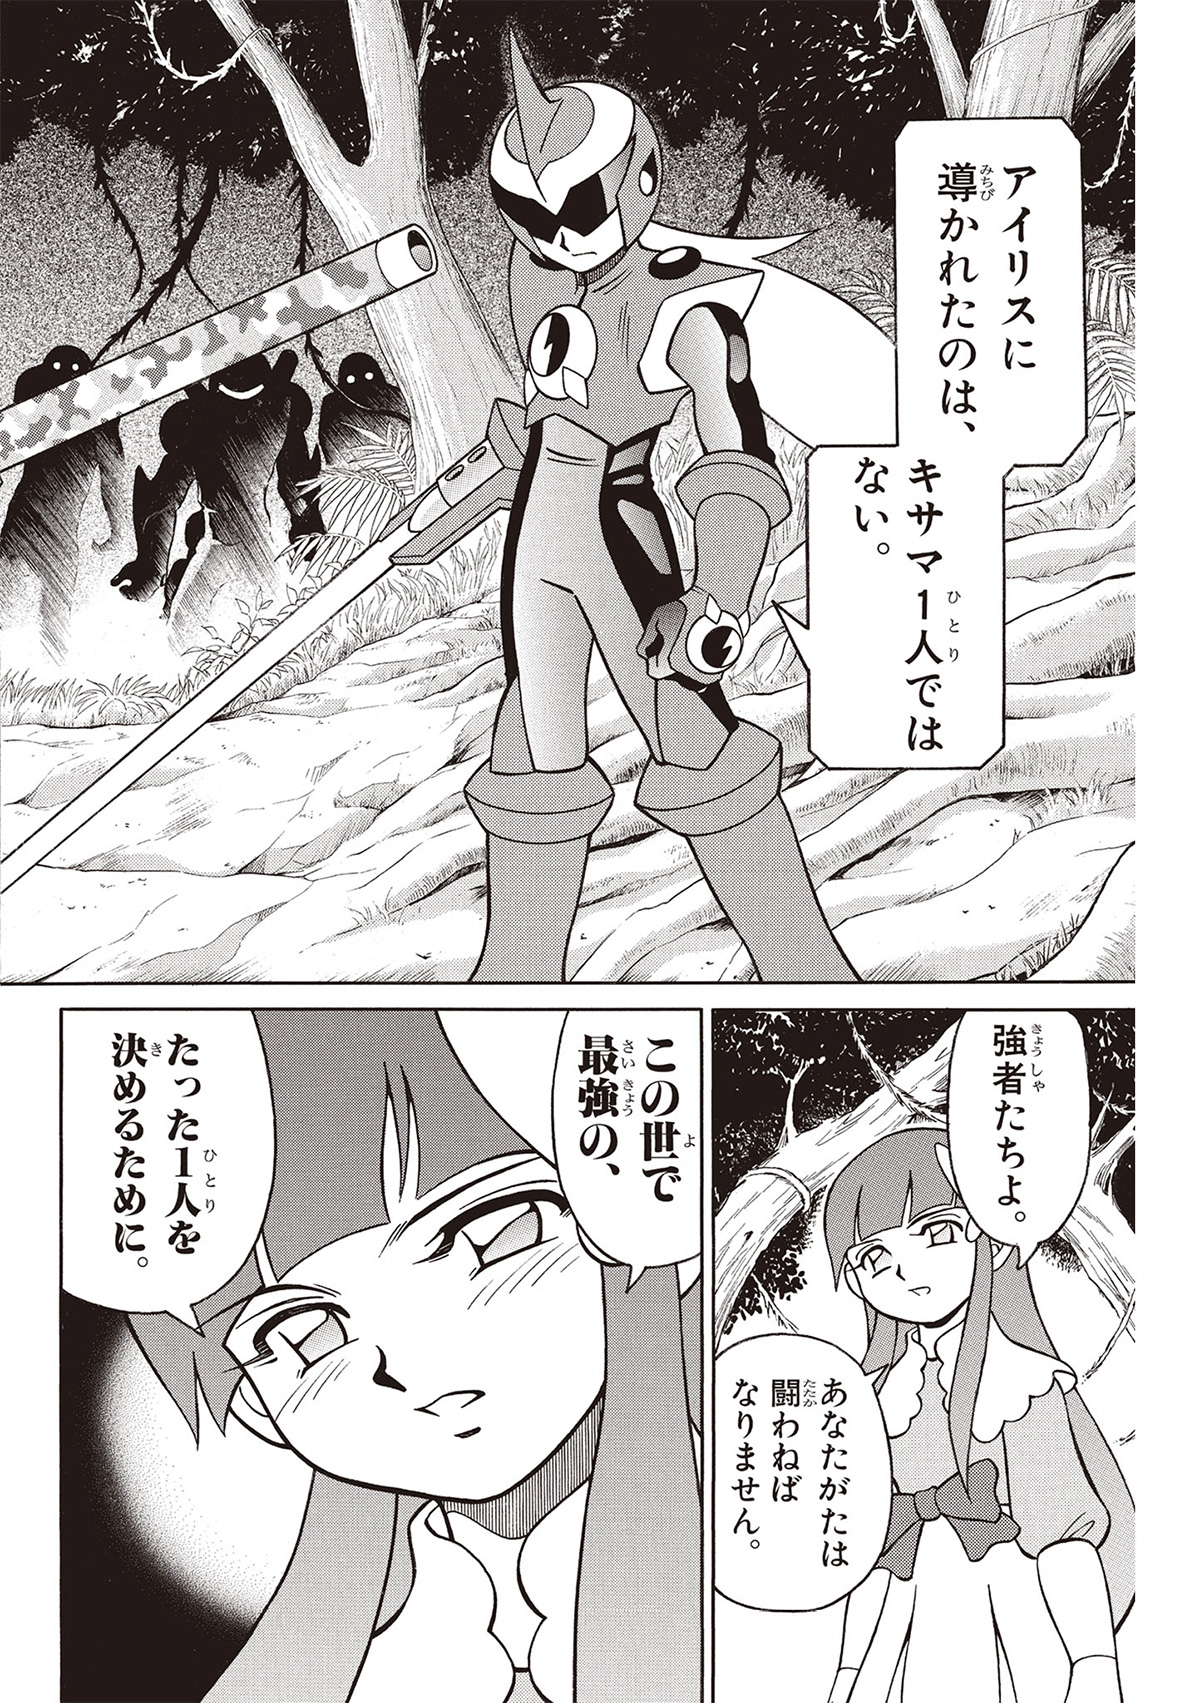 アイリスに
導かれたのは、
キサマ1人では
ない。
強者たちよ。
あなたがたは
闘わねば
なりません。
この世で
最強の、
たった1人を
決めるために。